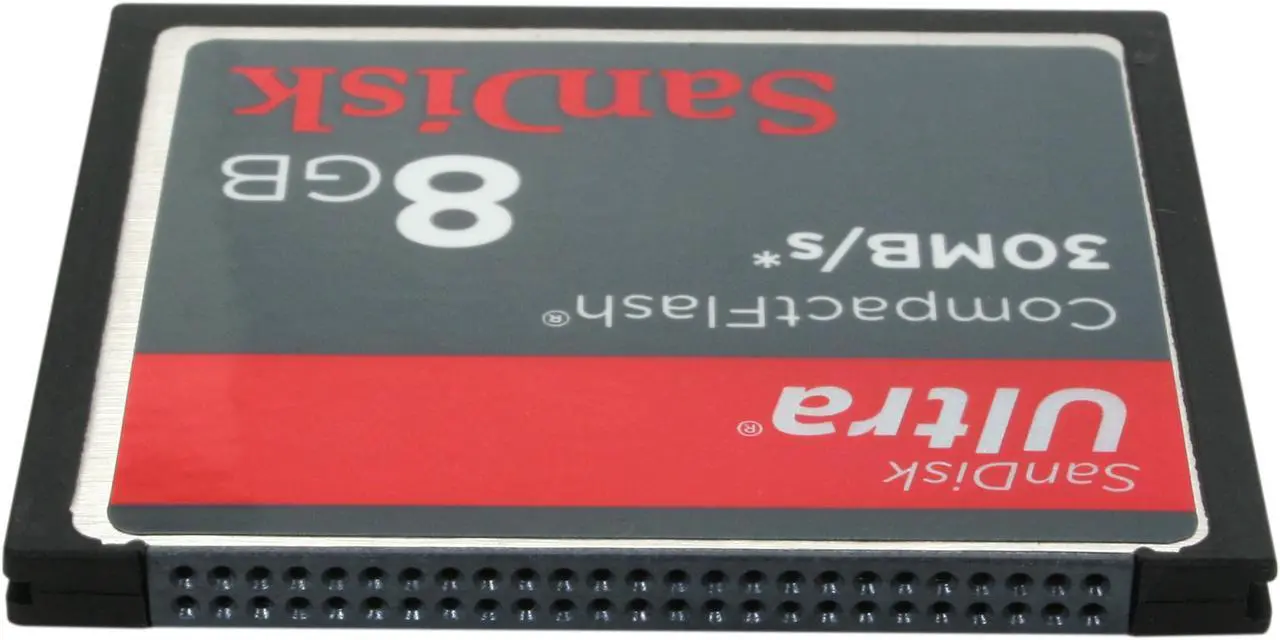 SanDisk
Ultra®
CompactFlash®
30MB/s*
8GB
SanDisk